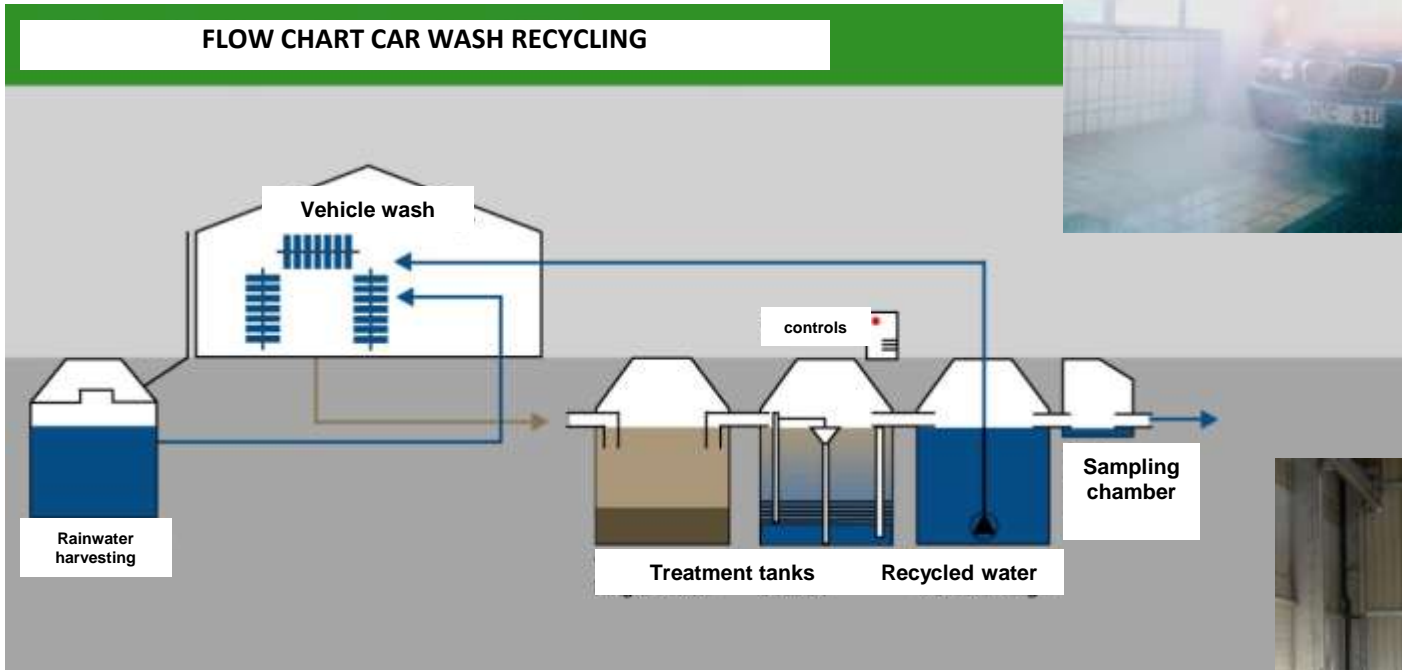 FLOW CHART CAR WASH RECYCLING
Vehicle wash
controls
Rainwater
harvesting
Treatment tanks
Recycled water
Sampling
chamber